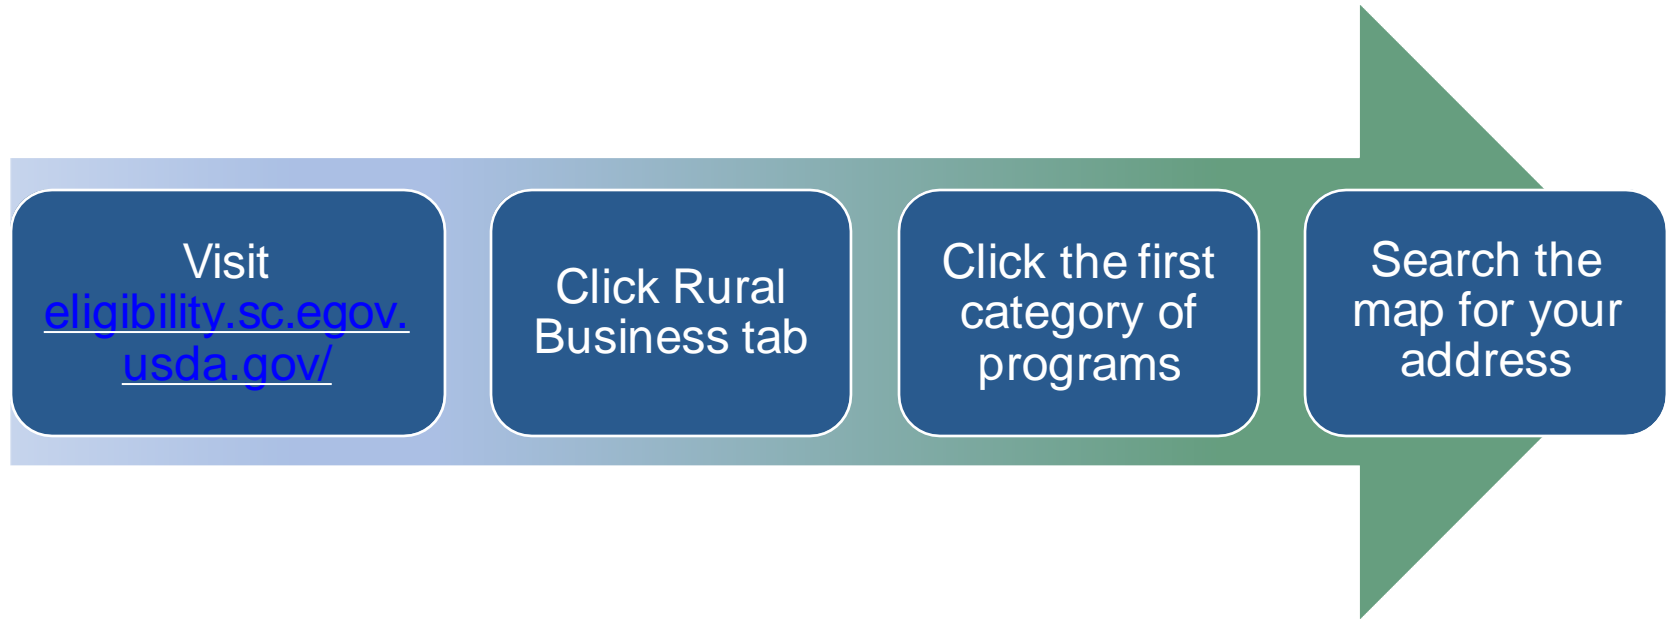 Visit
eligibility.sc.egov.
usda.gov/
Click Rural
Business tab
Click the first
category of
programs
Search the
map for your
address